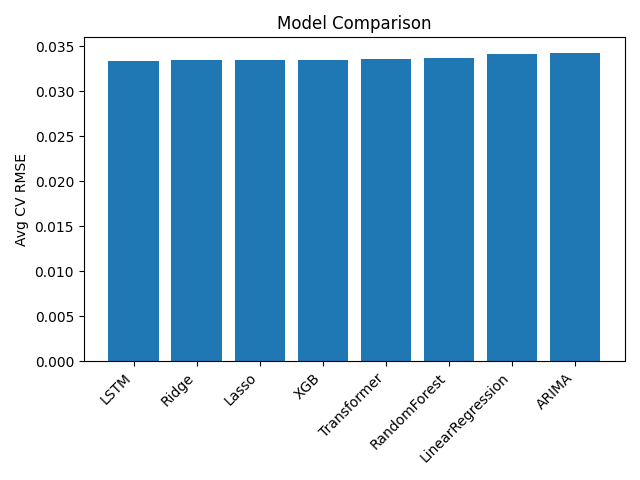 Model Comparison
Avg CV RMSE
0.035
0.030
0.025
0.020
0.015
0.010
0.005
0.000
LSTM
Ridge
Lasso
XGB
Transformer
RandomForest
LinearRegression
ARIMA